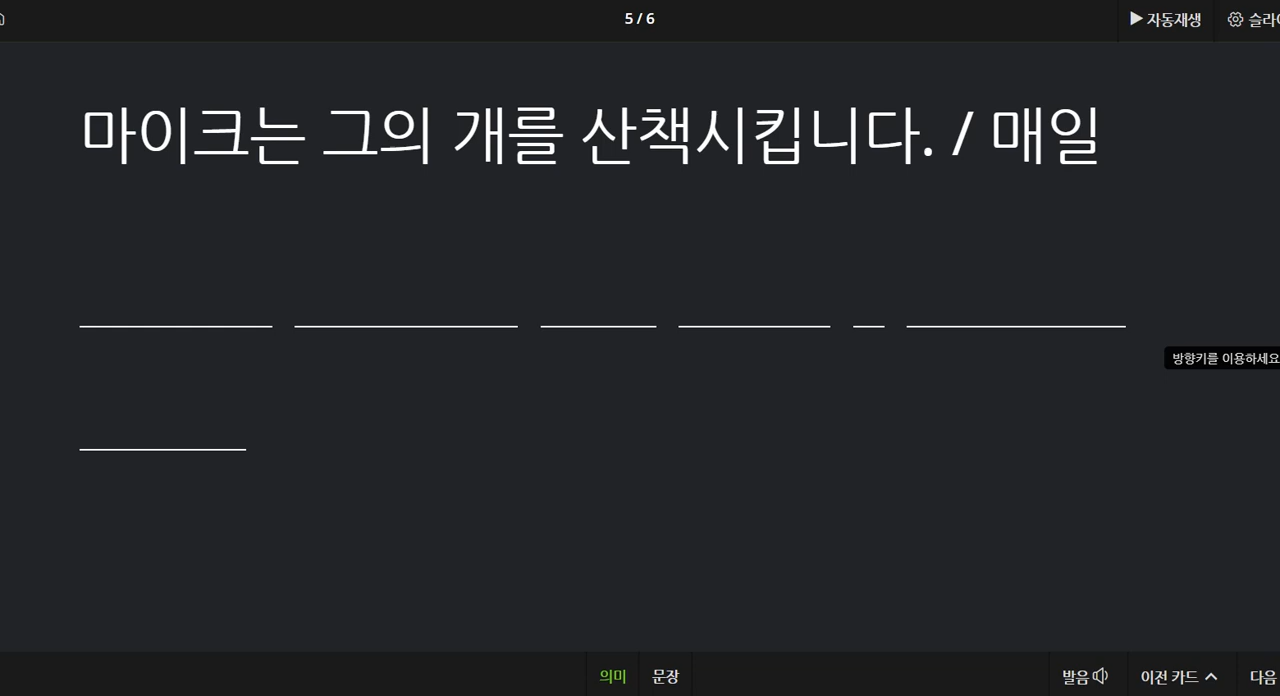 5 / 6
▶ 자동재생
슬라이
마이크는 그의 개를 산책시킵니다. / 매일
방향키를 이용하세요
의미
문장
발음
이전 카드
다음